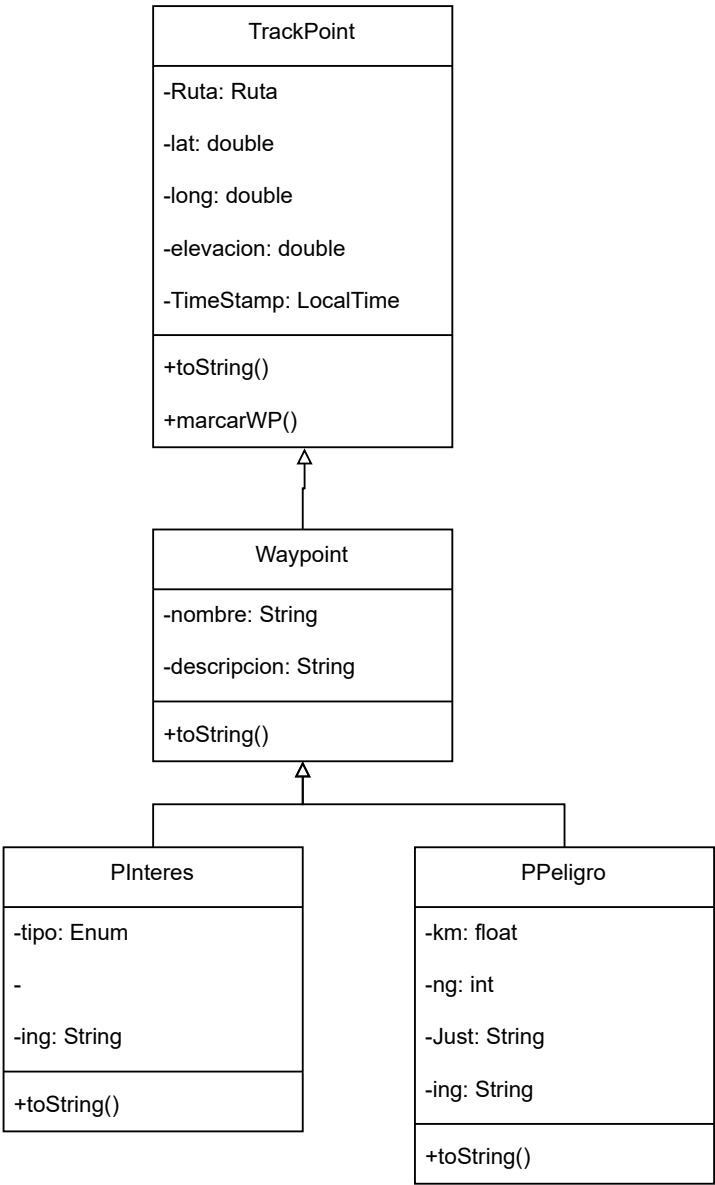 TrackPoint
-Ruta: Ruta
-lat: double
-long: double
-elevacion: double
-TimeStamp: LocalTime
+toString()
+marcarWP()
Waypoint
-nombre: String
-descripcion: String
+toString()
PInteres
-tipo: Enum
-
-ing: String
+toString()
PPeligro
-km: float
-ng: int
-Just: String
-ing: String
+toString()